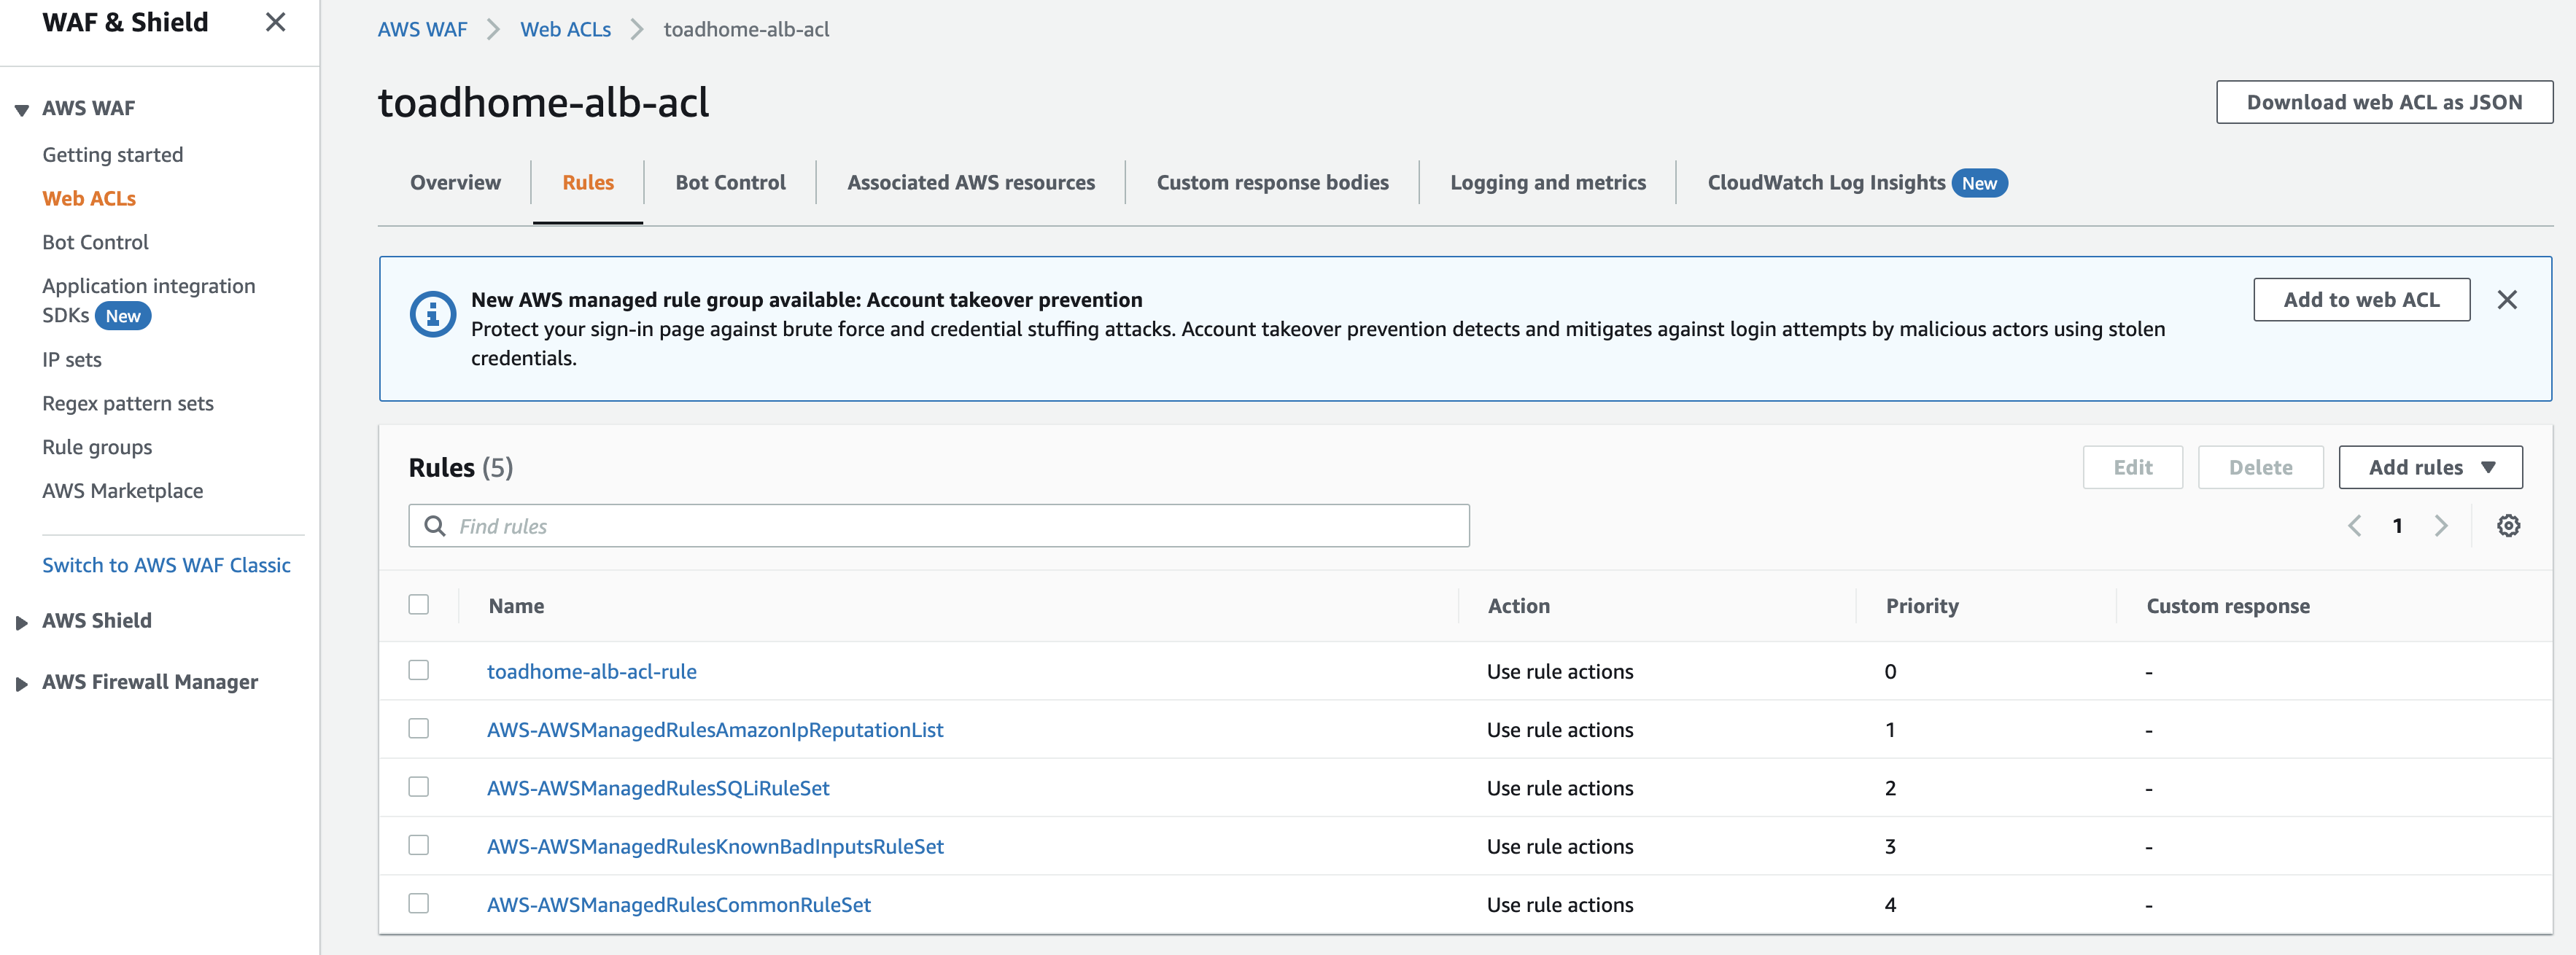 WAF & Shield
AWS WAF
Getting started
Web ACLs
Bot Control
Application integration
SDKs New
IP sets
Regex pattern sets
Rule groups
AWS Marketplace
Switch to AWS WAF Classic
AWS Shield
AWS Firewall Manager
AWS WAF > Web ACLs > toadhome-alb-acl
toadhome-alb-acl
Download web ACL as JSON
Overview Rules Bot Control Associated AWS resources Custom response bodies Logging and metrics CloudWatch Log Insights New
New AWS managed rule group available: Account takeover prevention
Protect your sign-in page against brute force and credential stuffing attacks. Account takeover prevention detects and mitigates against login attempts by malicious actors using stolen
credentials.
Add to web ACL
Rules (5)
Edit Delete Add rules
Find rules
1
Name Action Priority Custom response
toadhome-alb-acl-rule Use rule actions 0 -
AWS-AWSManagedRulesAmazonIpReputationList Use rule actions 1 -
AWS-AWSManagedRulesSQLiRuleSet Use rule actions 2 -
AWS-AWSManagedRulesKnownBadInputsRuleSet Use rule actions 3 -
AWS-AWSManagedRulesCommonRuleSet Use rule actions 4 -